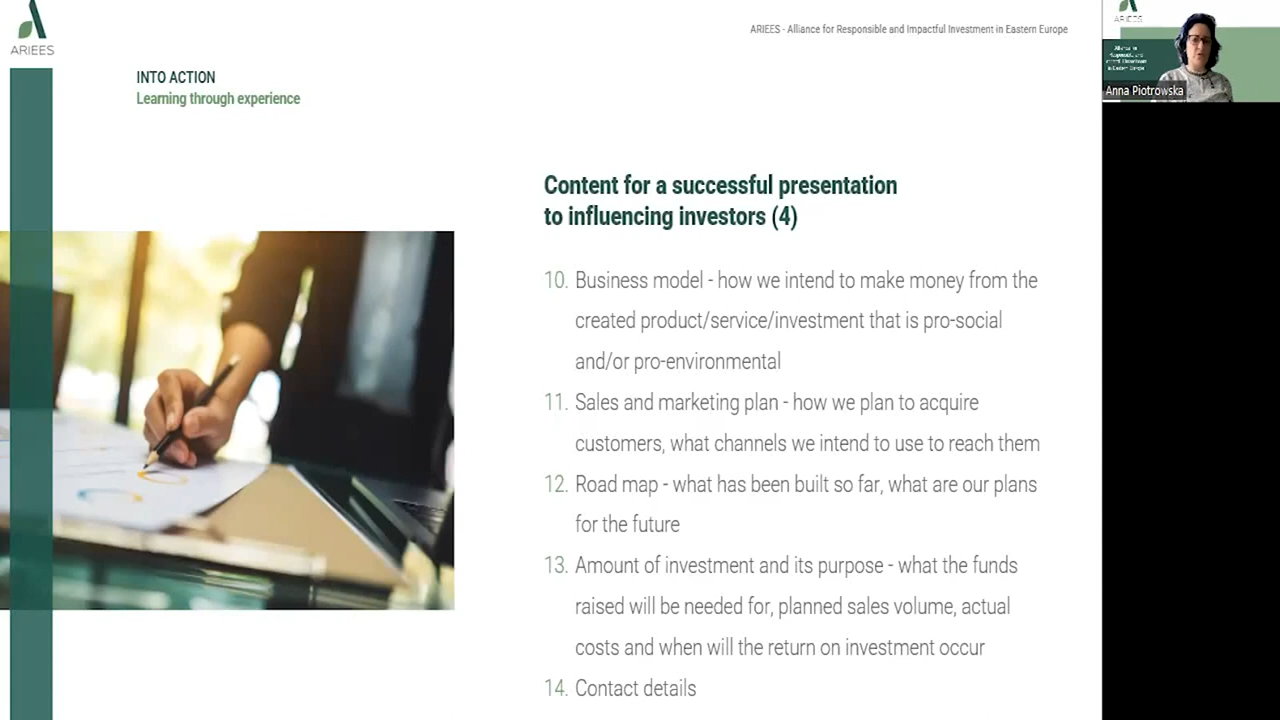 ARIEES
ARIEES - Alliance for Responsible and Impactful Investment in Eastern Europe
INTO ACTION
Learning through experience
Content for a successful presentation
to influencing investors (4)
10. Business model - how we intend to make money from the
created product/service/investment that is pro-social
and/or pro-environmental
11. Sales and marketing plan - how we plan to acquire
customers, what channels we intend to use to reach them
12. Road map - what has been built so far, what are our plans
for the future
13. Amount of investment and its purpose - what the funds
raised will be needed for, planned sales volume, actual
costs and when will the return on investment occur
14. Contact details
ARIEES
Anna Piotrowska